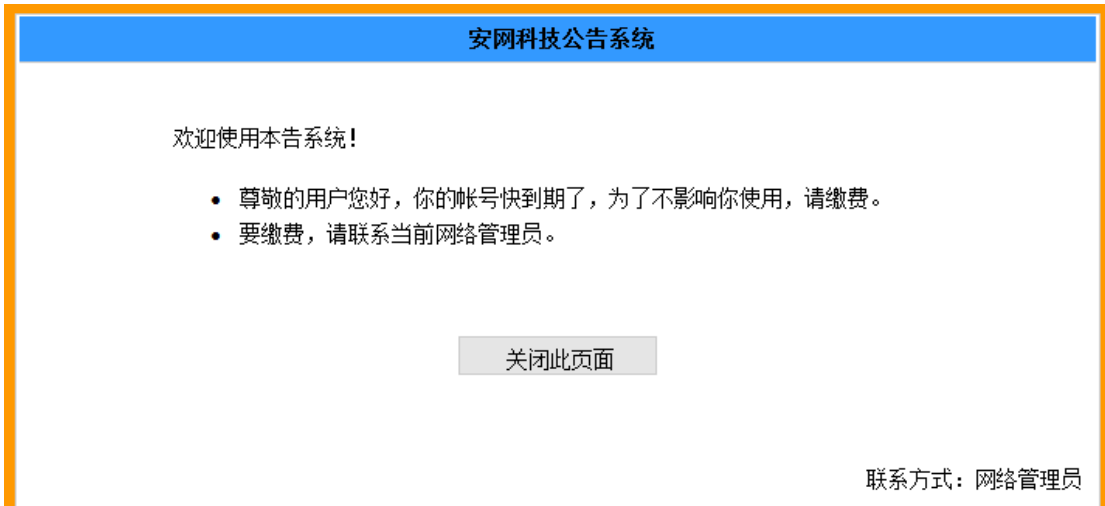 安网科技公告系统
欢迎使用本告系统!
尊敬的用户您好，你的帐号快到期了，为了不影响你使用，请缴费。
要缴费，请联系当前网络管理员。
关闭此页面
联系方式：网络管理员